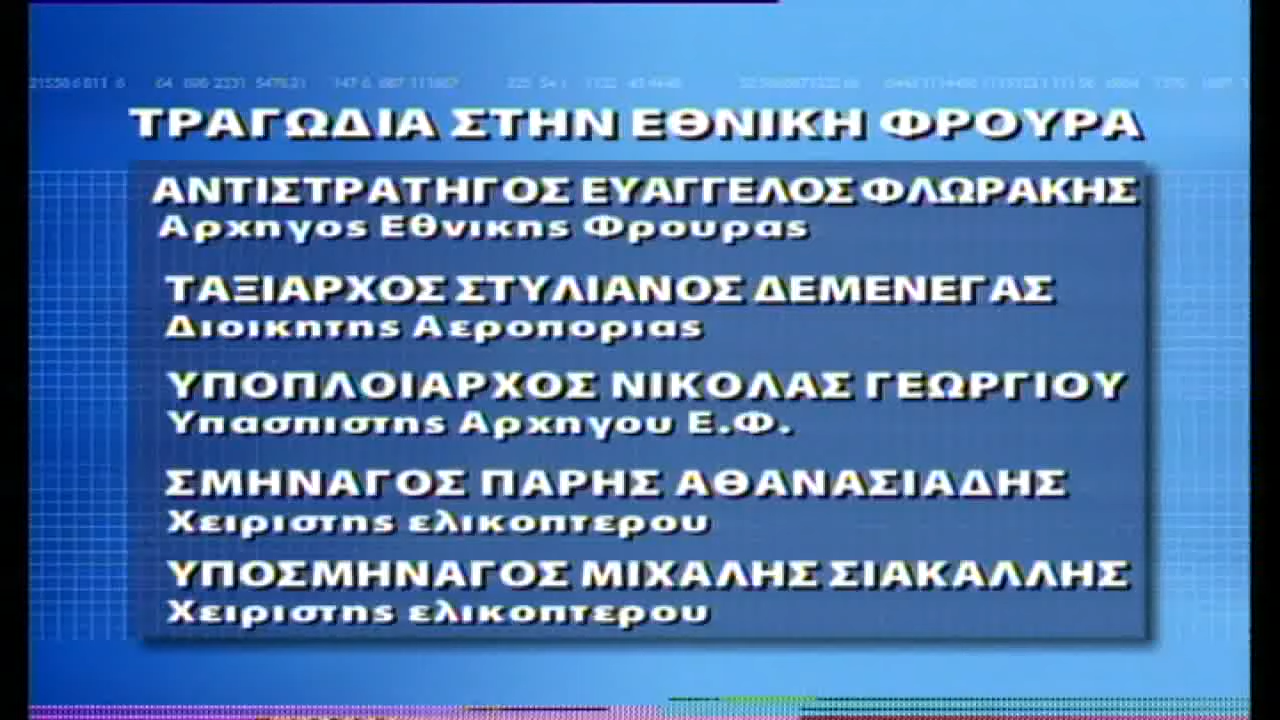 ΤΡΑΓΩΔΙΑ ΣΤΗΝ ΕΘΝΙΚΗ ΦΡΟΥΡΑ
ΑΝΤΙΣΤΡΑΤΗΓΟΣ ΕΥΑΓΓΕΛΟΣ ΦΛΩΡΑΚΗΣ
Αρχηγος Εθνικης Φρουρας
ΤΑΞΙΑΡΧΟΣ ΣΤΥΛΙΑΝΟΣ ΔΕΜΕΝΕΓΑΣ
Διοικητης Αεροποριας
ΥΠΟΠΛΟΙΑΡΧΟΣ ΝΙΚΟΛΑΣ ΓΕΩΡΓΙΟΥ
Υπασπιστης Αρχηγου Ε.Φ.
ΣΜΗΝΑΓΟΣ ΠΑΡΗΣ ΑΘΑΝΑΣΙΑΔΗΣ
Χειριστης ελικοπτερου
ΥΠΟΣΜΗΝΑΓΟΣ ΜΙΧΑΛΗΣ ΣΙΑΚΑΛΛΗΣ
Χειριστης ελικοπτερου